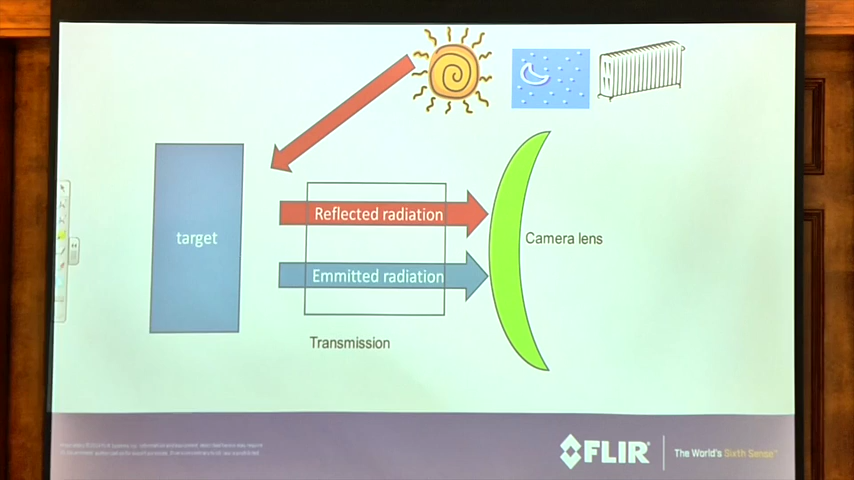 target
Reflected radiation
Emmitted radiation
Camera lens
Transmission
FLIR
The World's Sixth Sense